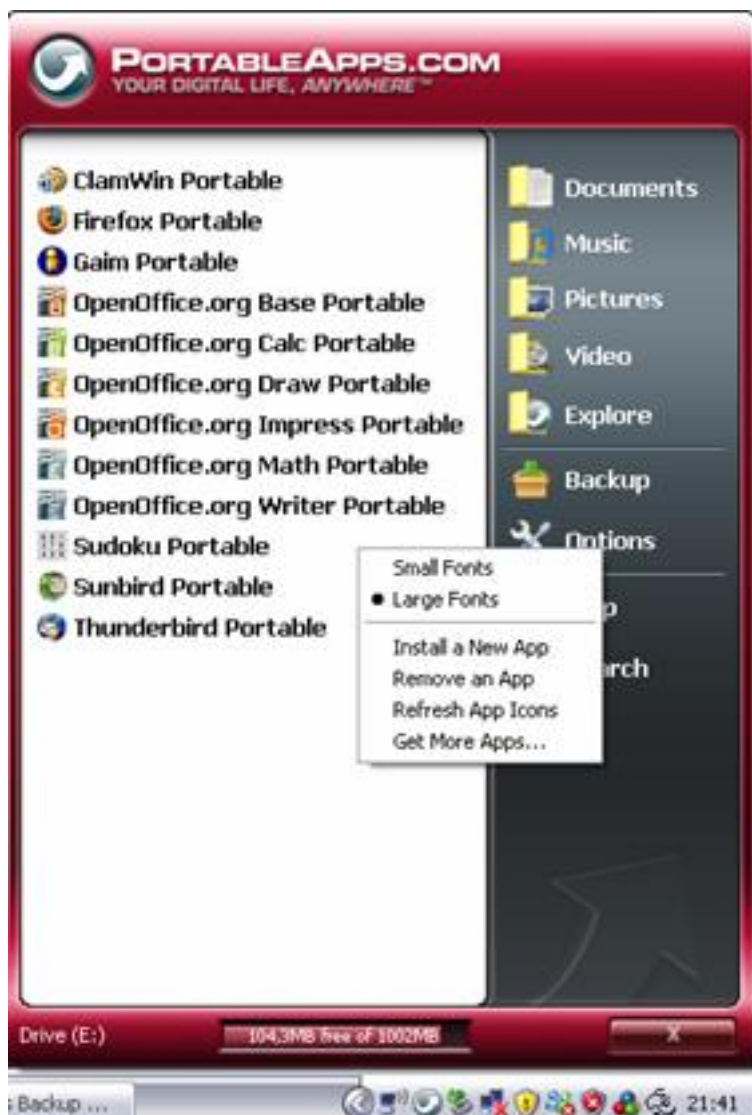 PORTABLEAPPS.COM
YOUR DIGITAL LIFE, ANYWHERE™
ClamWin Portable
Firefox Portable
Gaim Portable
OpenOffice.org Base Portable
OpenOffice.org Calc Portable
OpenOffice.org Draw Portable
OpenOffice.org Impress Portable
OpenOffice.org Math Portable
OpenOffice.org Writer Portable
Sudoku Portable
Sunbird Portable
Thunderbird Portable
Documents
Music
Pictures
Video
Explore
Backup
Options
p
rch
Small Fonts
Large Fonts
Install a New App
Remove an App
Refresh App Icons
Get More Apps...
Drive (E:)
104,3MB free of 1002MB
X
Backup ...
21:41